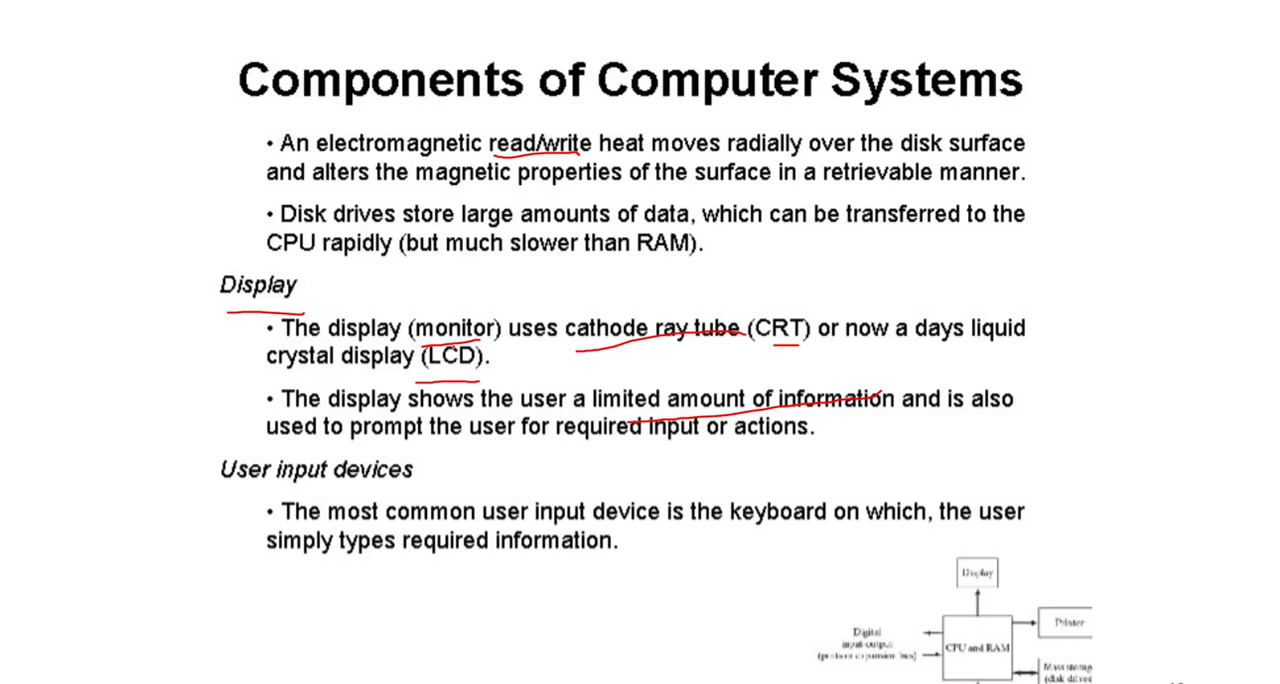 Components of Computer Systems
• An electromagnetic read/write heat moves radially over the disk surface
and alters the magnetic properties of the surface in a retrievable manner.
• Disk drives store large amounts of data, which can be transferred to the
CPU rapidly (but much slower than RAM).
Display
• The display (monitor) uses cathode ray tube (CRT) or now a days liquid
crystal display (LCD).
• The display shows the user a limited amount of information and is also
used to prompt the user for required input or actions.
User input devices
• The most common user input device is the keyboard on which, the user
simply types required information.
Display
Printer
Digital
input-output
expansion bus)
CPU and RAM
Mass storag
(disk drives